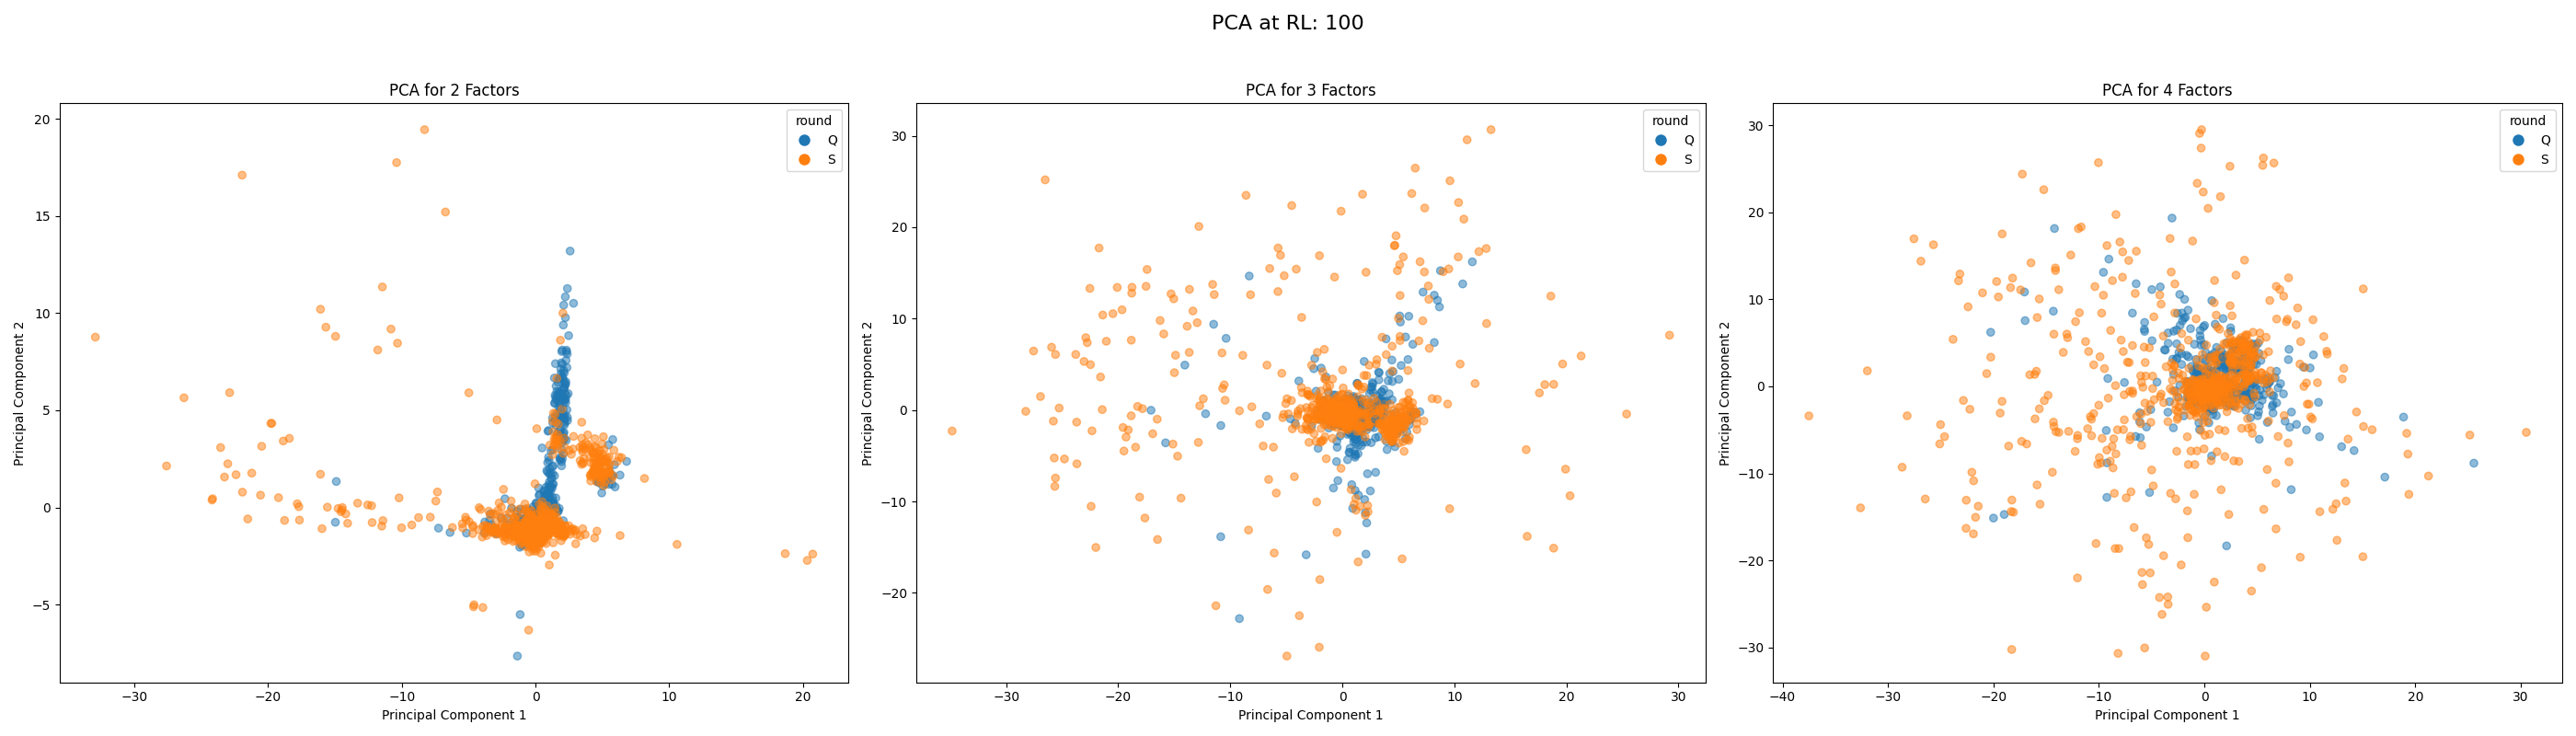 PCA at RL: 100
PCA for 2 Factors
20
15
10
5
0
−5
−30
−20
−10
0
10
20
Principal Component 1
Principal Component 2
round
Q
S
PCA for 3 Factors
30
20
10
0
−10
−20
−30
−20
−10
0
10
20
30
Principal Component 1
Principal Component 2
round
Q
S
PCA for 4 Factors
30
20
10
0
−10
−20
−30
−40
−30
−20
−10
0
10
20
30
Principal Component 1
Principal Component 2
round
Q
S